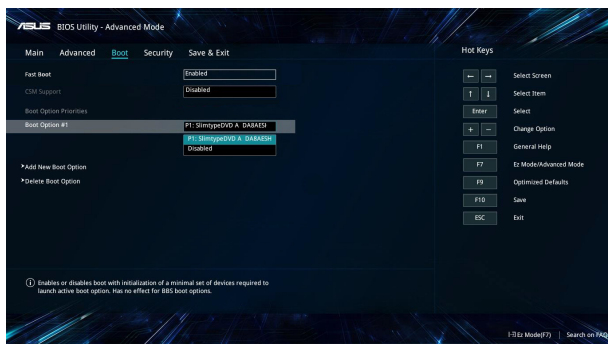 ASUS BIOS Utility - Advanced Mode
Main Advanced Boot Security Save & Exit
Hot Keys
Fast Boot Enabled
CSM Support Disabled
Boot Option Priorities
Boot Option #1 P1: SlimtypeDVD A DA8AESI
P1: SlimtypeDVD A DA8AESH
Disabled
>Add New Boot Option
>Delete Boot Option
← → Select Screen
↑ ↓ Select Item
Enter Select
+ − Change Option
F1 General Help
F7 Ez Mode/Advanced Mode
F9 Optimized Defaults
F10 Save
ESC Exit
Enables or disables boot with initialization of a minimal set of devices required to
launch active boot option. Has no effect for BBS boot options.
Ez Mode(F7) | Search on FAQ